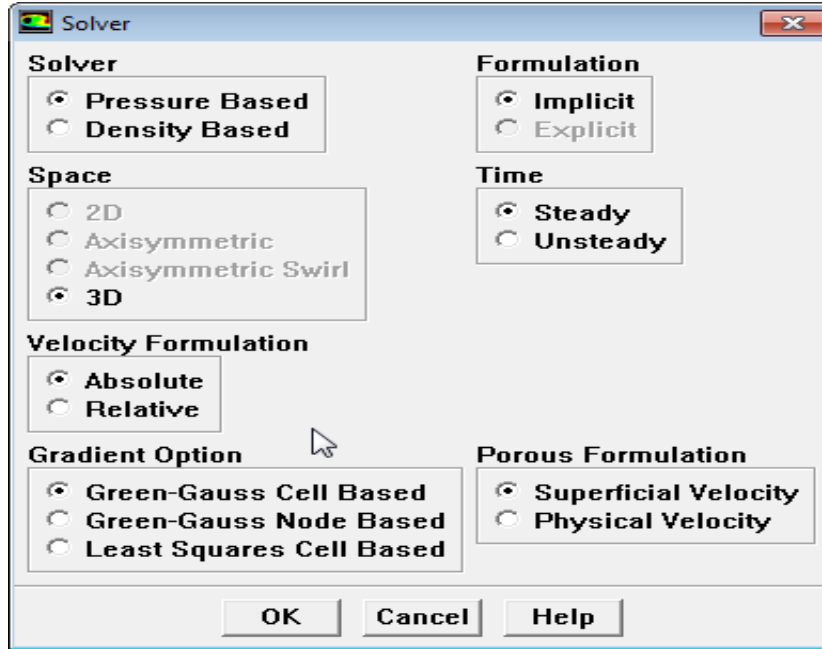 Solver
Solver
Pressure Based
Density Based
Formulation
Implicit
Explicit
Space
2D
Axisymmetric
Axisymmetric Swirl
3D
Time
Steady
Unsteady
Velocity Formulation
Absolute
Relative
Gradient Option
Green-Gauss Cell Based
Green-Gauss Node Based
Least Squares Cell Based
Porous Formulation
Superficial Velocity
Physical Velocity
OK Cancel Help